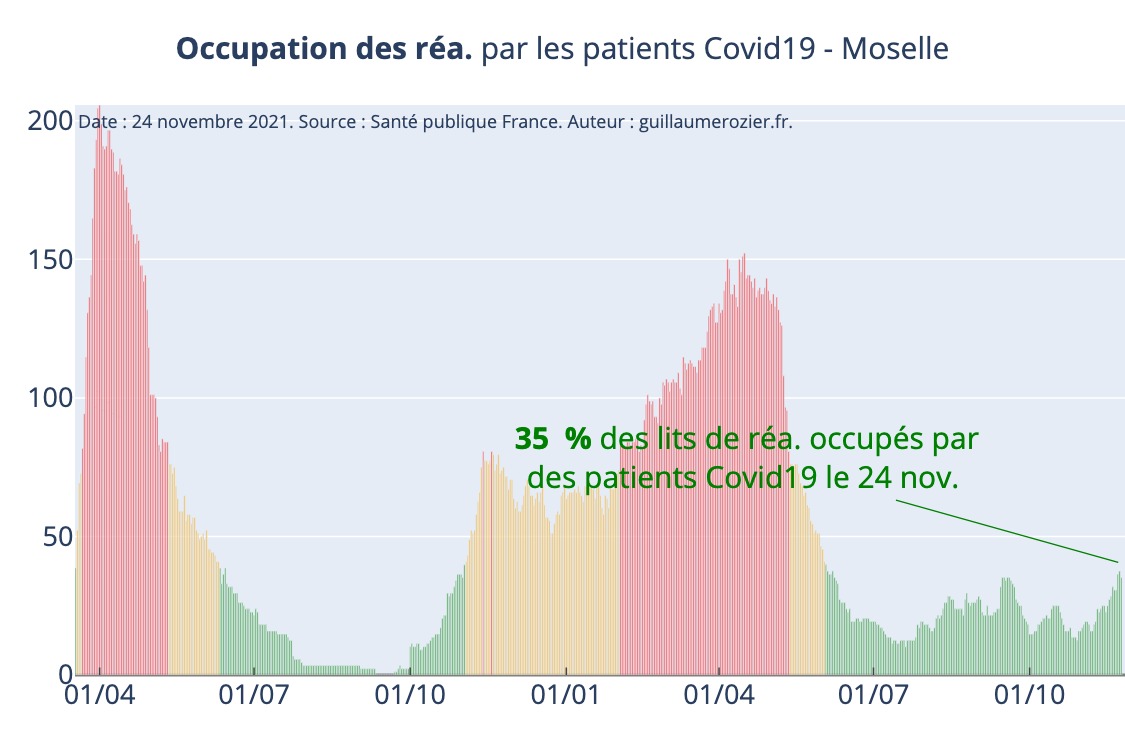 Occupation des réa. par les patients Covid19 - Moselle
200
Date : 24 novembre 2021. Source : Santé publique France. Auteur : guillaumerozier.fr.
150
100
35 % des lits de réa. occupés par
des patients Covid19 le 24 nov.
50
0
01/04 01/07 01/10 01/01 01/04 01/07 01/10